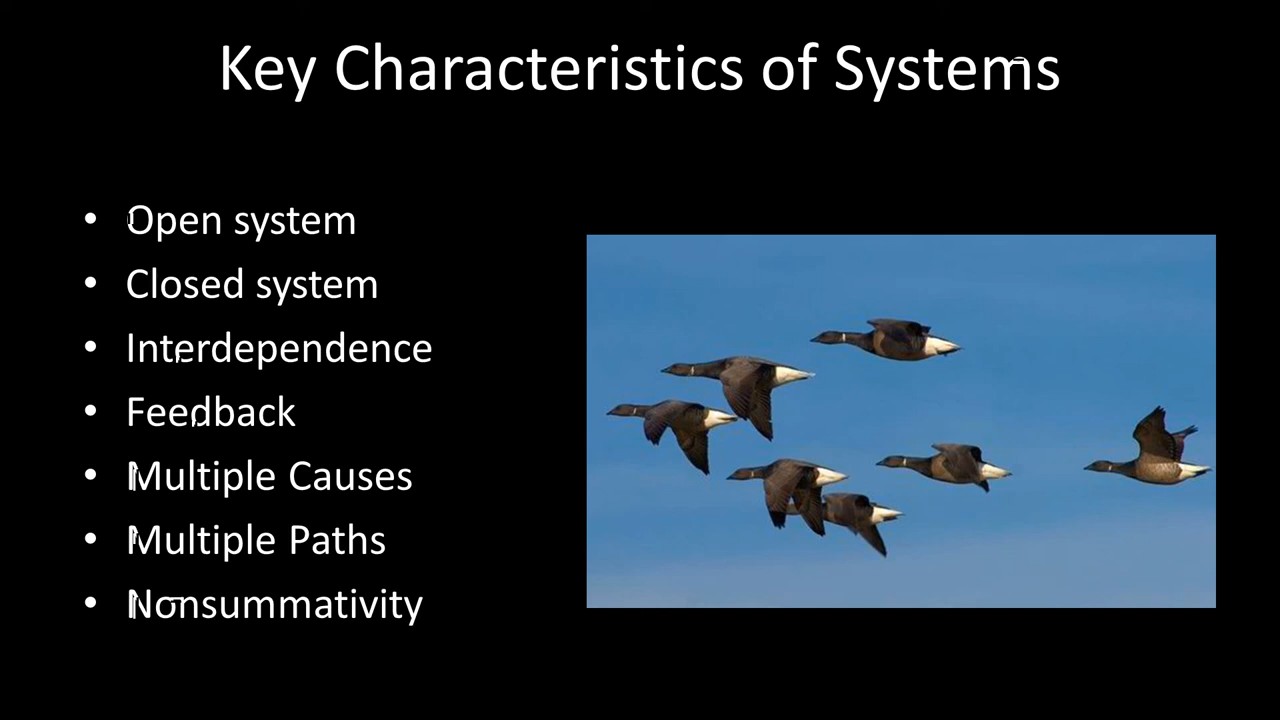 Key Characteristics of Systems
• Open system
• Closed system
• Interdependence
• Feedback
• Multiple Causes
• Multiple Paths
• Nonsummativity